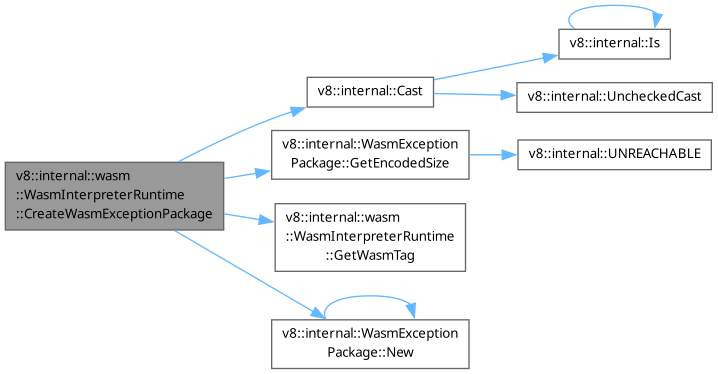 v8::internal::wasm
::WasmInterpreterRuntime
::CreateWasmExceptionPackage
v8::internal::Cast
v8::internal::Is
v8::internal::UncheckedCast
v8::internal::WasmException
Package::GetEncodedSize
v8::internal::UNREACHABLE
v8::internal::wasm
::WasmInterpreterRuntime
::GetWasmTag
v8::internal::WasmException
Package::New